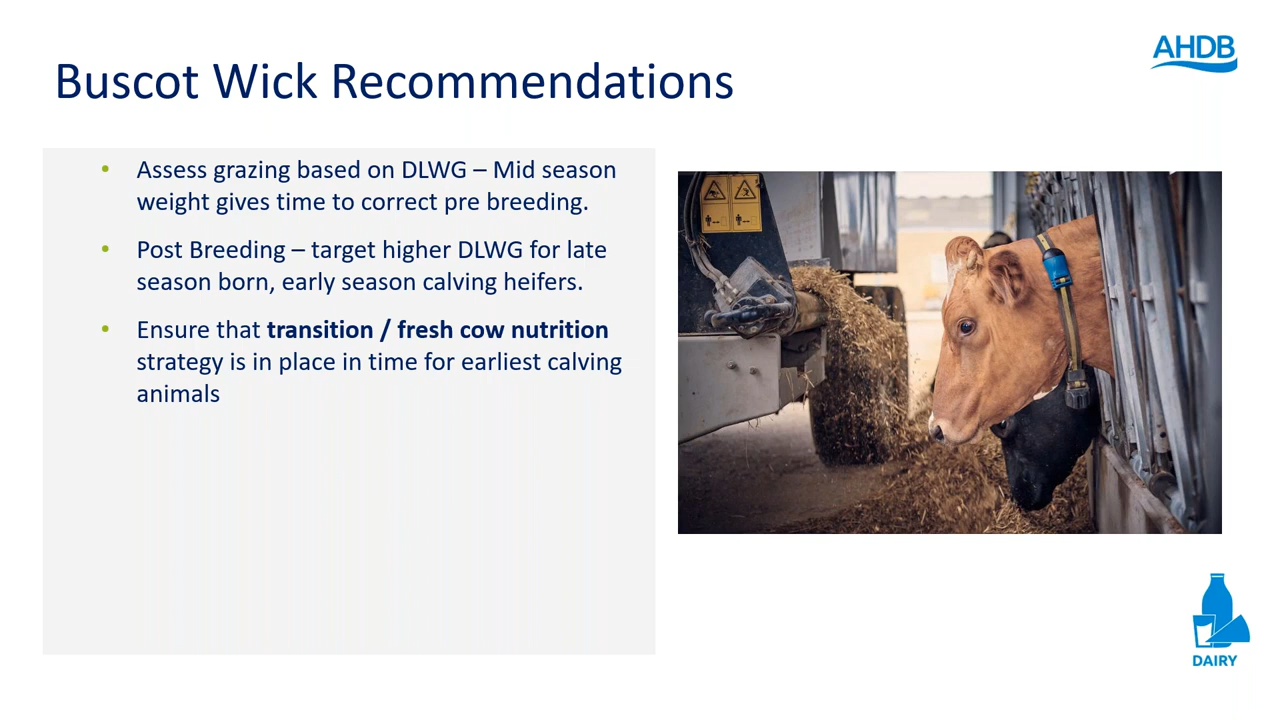 AHDB
Buscot Wick Recommendations
• Assess grazing based on DLWG – Mid season
weight gives time to correct pre breeding.
• Post Breeding – target higher DLWG for late
season born, early season calving heifers.
• Ensure that transition / fresh cow nutrition
strategy is in place in time for earliest calving
animals
DAIRY